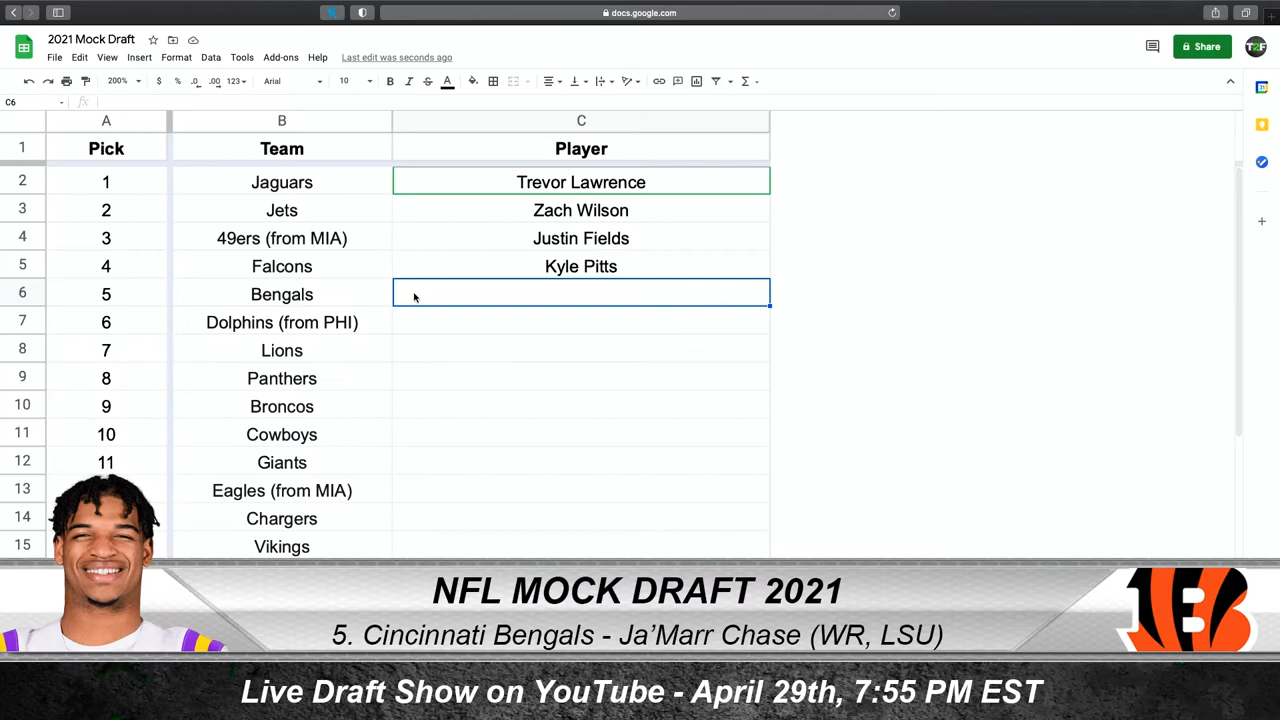 docs.google.com
2021 Mock Draft
File Edit View Insert Format Data Tools Add-ons Help Last edit was seconds ago
Share
T2F
200% $ % .0 .00 123 Arial 10 B I S A
C6 fx
A B C
1 Pick Team Player
2 1 Jaguars Trevor Lawrence
3 2 Jets Zach Wilson
4 3 49ers (from MIA) Justin Fields
5 4 Falcons Kyle Pitts
6 5 Bengals
7 6 Dolphins (from PHI)
8 7 Lions
9 8 Panthers
10 9 Broncos
11 10 Cowboys
12 11 Giants
13 Eagles (from MIA)
14 Chargers
15 Vikings
NFL MOCK DRAFT 2021
5. Cincinnati Bengals - Ja’Marr Chase (WR, LSU)
Live Draft Show on YouTube - April 29th, 7:55 PM EST